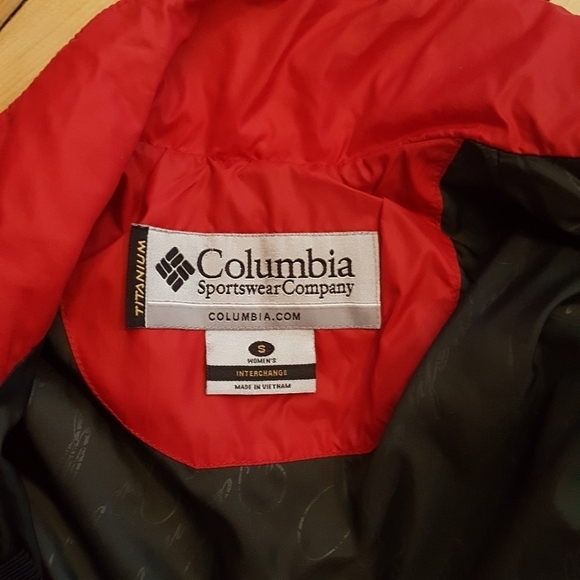 TITANIUM
Columbia
Sportswear Company
COLUMBIA.COM
S
WOMEN'S
INTERCHANGE
MADE IN VIETNAM